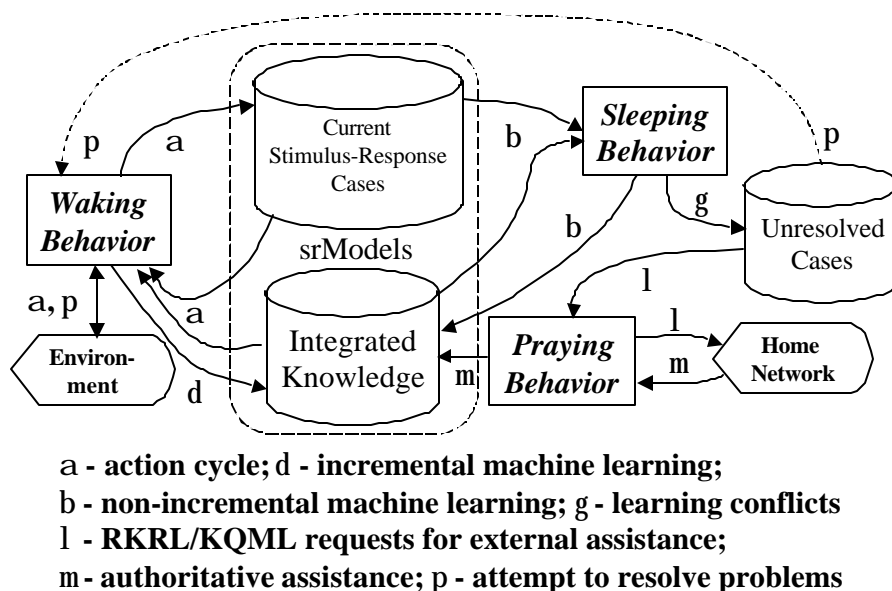 p
p
a
Current
Stimulus-Response
Cases
b
Sleeping
Behavior
Waking
Behavior
g
Unresolved
Cases
srModels
b
l
a, p
a
Environ-
ment
d
Integrated
Knowledge
m
Praying
Behavior
l
m
Home
Network
a - action cycle; d - incremental machine learning;
b - non-incremental machine learning; g - learning conflicts
l - RKRL/KQML requests for external assistance;
m - authoritative assistance; p - attempt to resolve problems